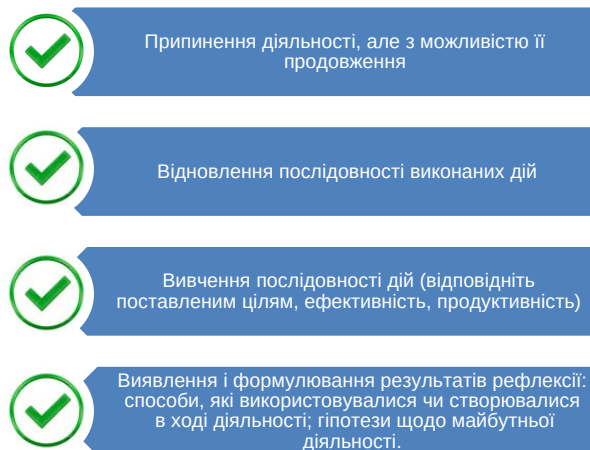 Припинення діяльності, але з можливістю її
продовження
Відновлення послідовності виконаних дій
Вивчення послідовності дій (відповідніть
поставленим цілям, ефективність, продуктивність)
Виявлення і формулювання результатів рефлексії:
способи, які використовувалися чи створювалися
в ході діяльності; гіпотези щодо майбутньої
діяльності.